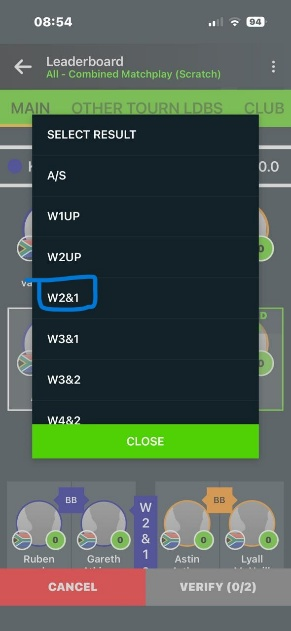 08:54
94
Leaderboard
All - Combined Matchplay (Scratch)
MAIN OTHER TOURN LDBS CLUB
SELECT RESULT
A/S
W1UP
W2UP
W2&1
W3&1
W3&2
W4&2
CLOSE
0.0
0
BB
BB
W
2
&
1
0
0
0
0
Ruben
Gareth
Astin
Lyall
CANCEL
VERIFY (0/2)